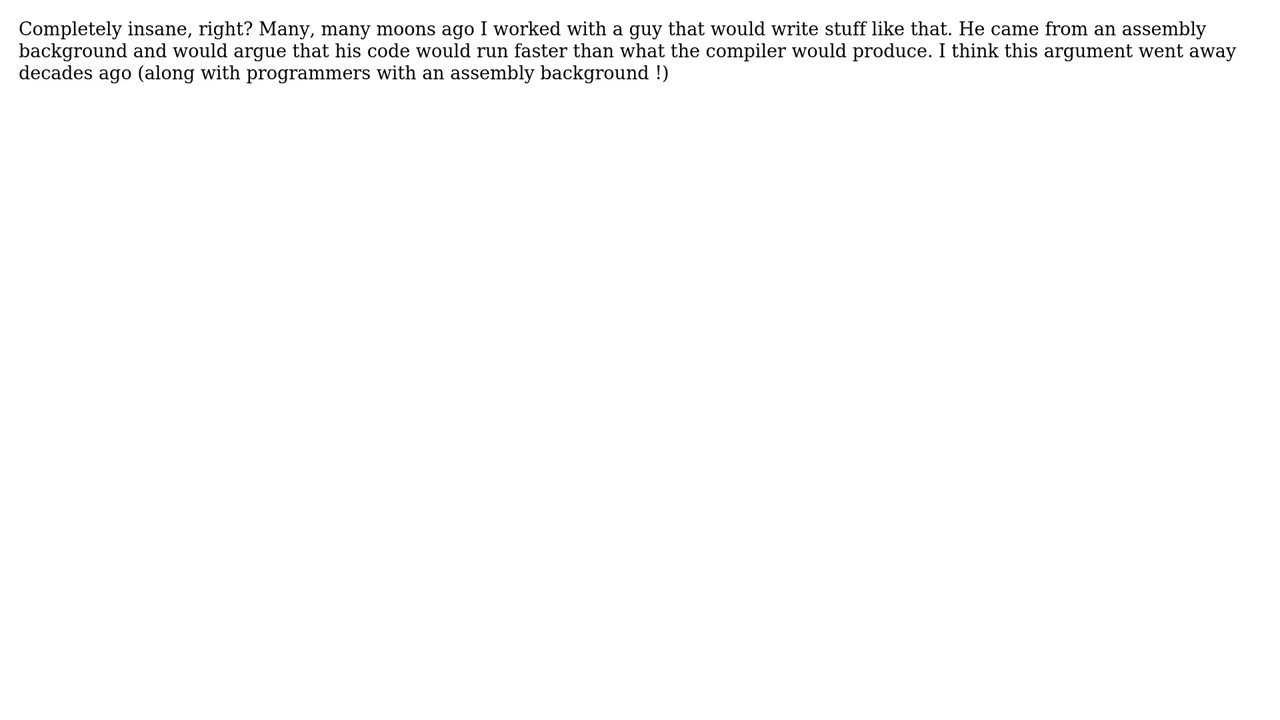 Completely insane, right? Many, many moons ago I worked with a guy that would write stuff like that. He came from an assembly
background and would argue that his code would run faster than what the compiler would produce. I think this argument went away
decades ago (along with programmers with an assembly background !)